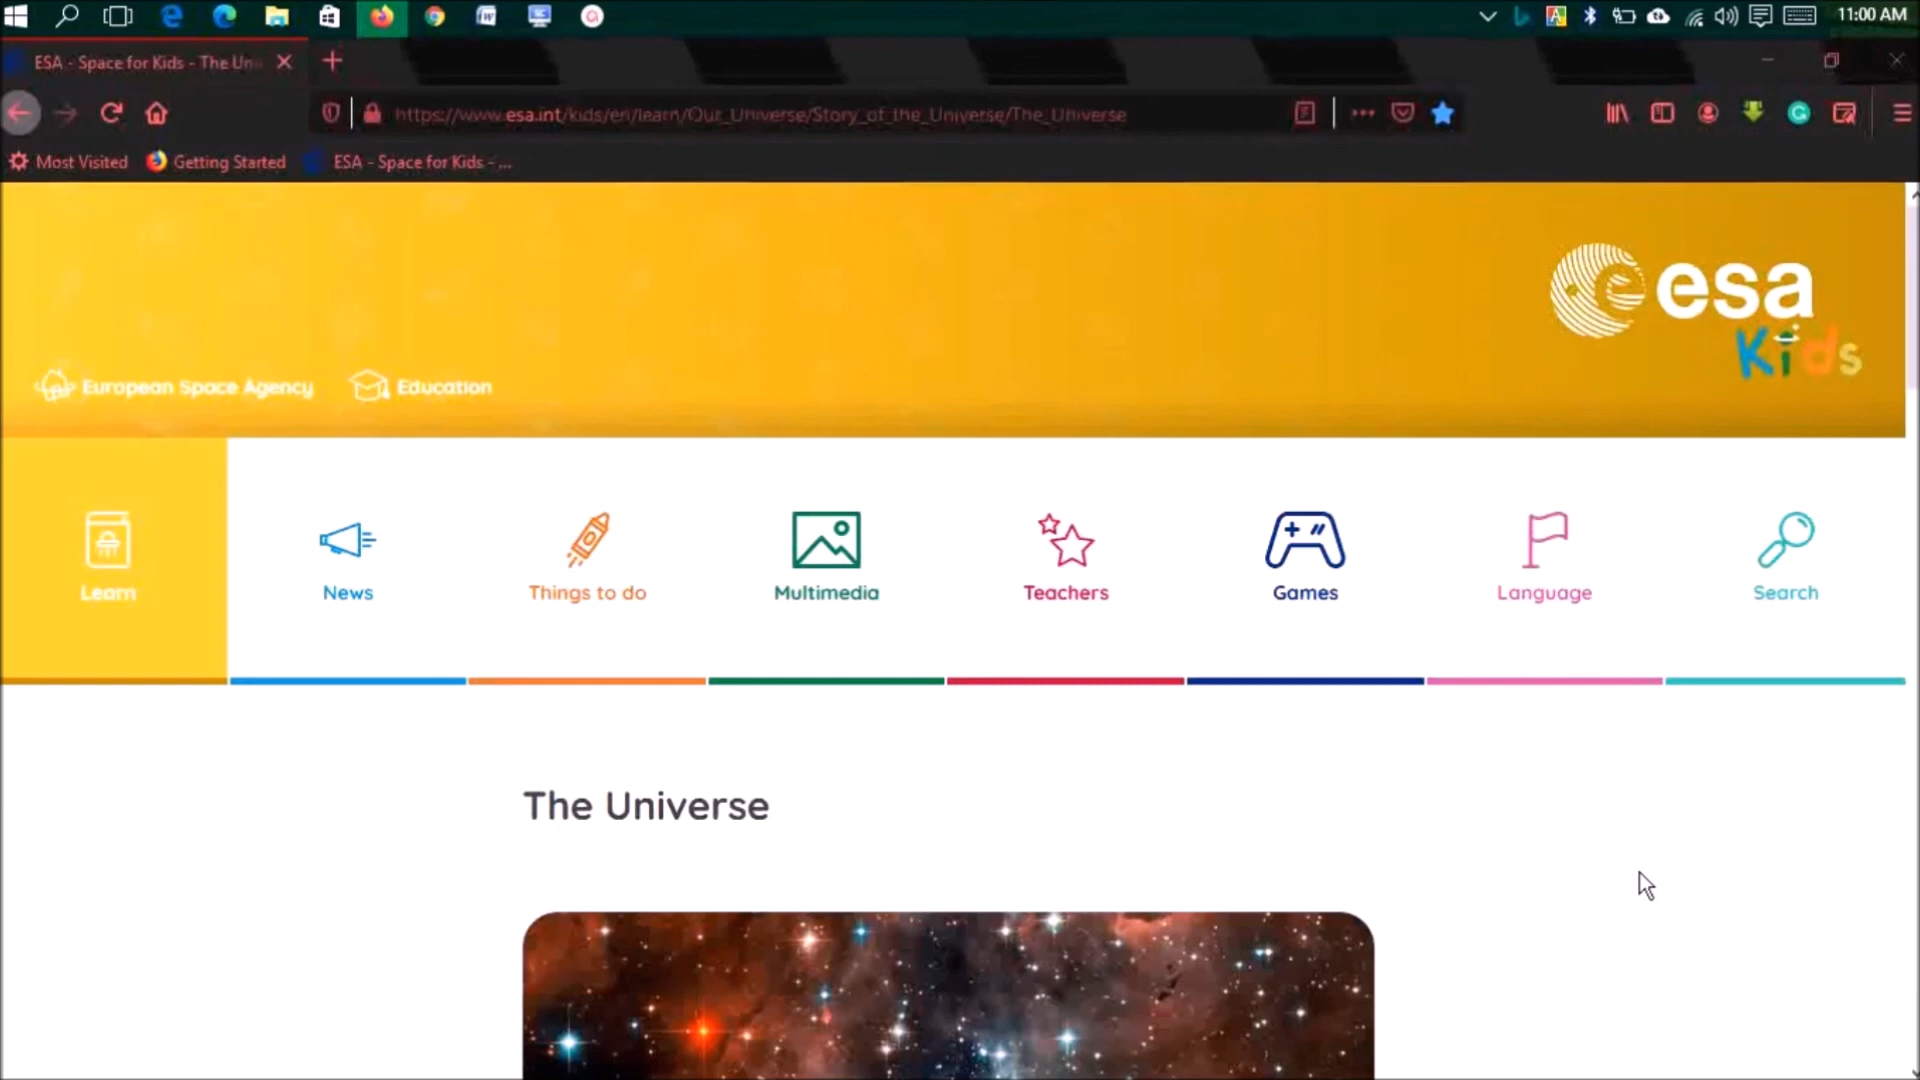 11:00 AM
ESA - Space for Kids - The Un
https://www.esa.int/kids/en/learn/Our_Universe/Story_of_the_Universe/The_Universe
Most Visited Getting Started ESA - Space for Kids - ...
esa
Kids
European Space Agency Education
Learn News Things to do Multimedia Teachers Games Language Search
The Universe